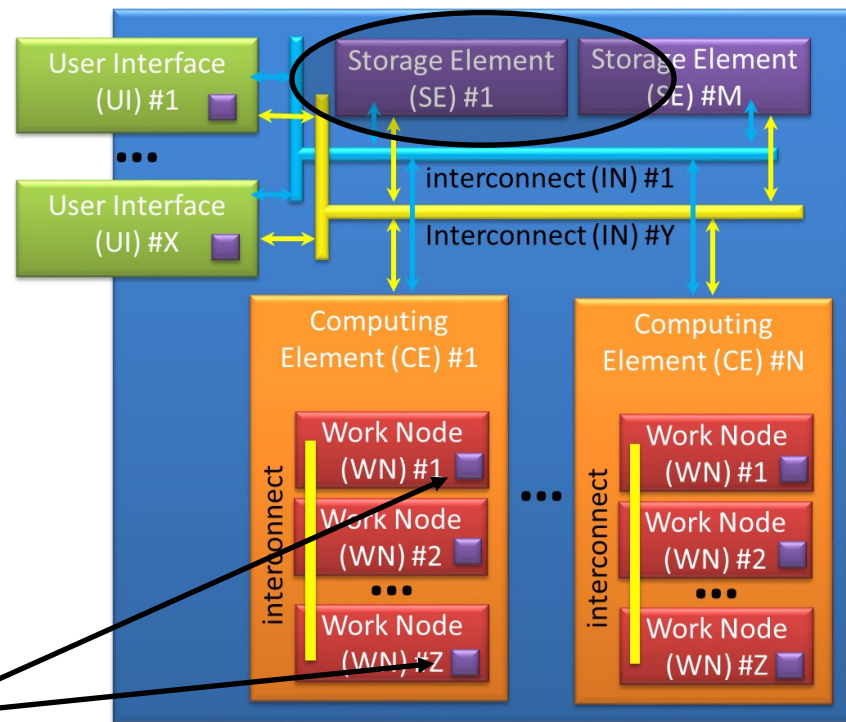 User Interface
(UI) #1
...
User Interface
(UI) #X
Storage Element
(SE) #1
Storage Element
(SE) #M
interconnect (IN) #1
Interconnect (IN) #Y
Computing
Element (CE) #1
interconnect
Work Node
(WN) #1
Work Node
(WN) #2
...
Work Node
(WN) #Z
...
Computing
Element (CE) #N
interconnect
Work Node
(WN) #1
Work Node
(WN) #2
...
Work Node
(WN) #Z